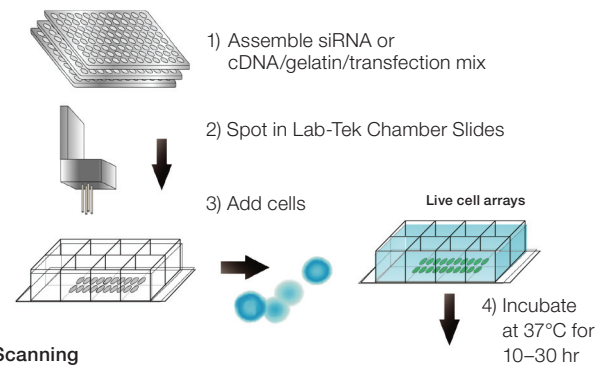 1) Assemble siRNA or
cDNA/gelatin/transfection mix
2) Spot in Lab-Tek Chamber Slides
3) Add cells
Live cell arrays
4) Incubate
at 37°C for
10–30 hr
Scanning